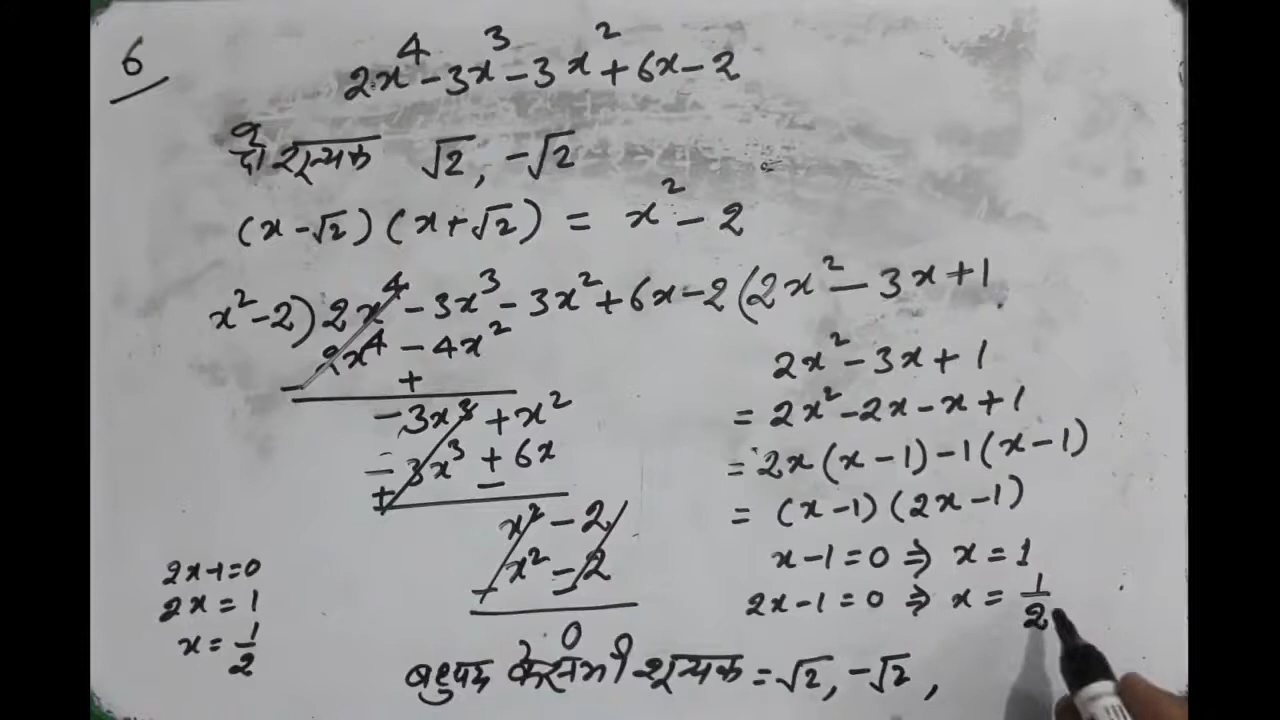 6
2x⁴ - 3x³ - 3x² + 6x - 2
दो शून्यक √2, -√2
(x - √2) (x + √2) = x² - 2
x² - 2) 2x⁴ - 3x³ - 3x² + 6x - 2 (2x² - 3x + 1
2x⁴ - 4x²
- +
- 3x³ + x²
- 3x³ + 6x
+ -
x² - 2
x² - 2
- +
0
2x² - 3x + 1
= 2x² - 2x - x + 1
= 2x (x - 1) - 1 (x - 1)
= (x - 1) (2x - 1)
x - 1 = 0 ⇒ x = 1
2x - 1 = 0 ⇒ x = 1/2
2x - 1 = 0
2x = 1
x = 1/2
बहुपद के सभी शून्यक = √2, -√2,